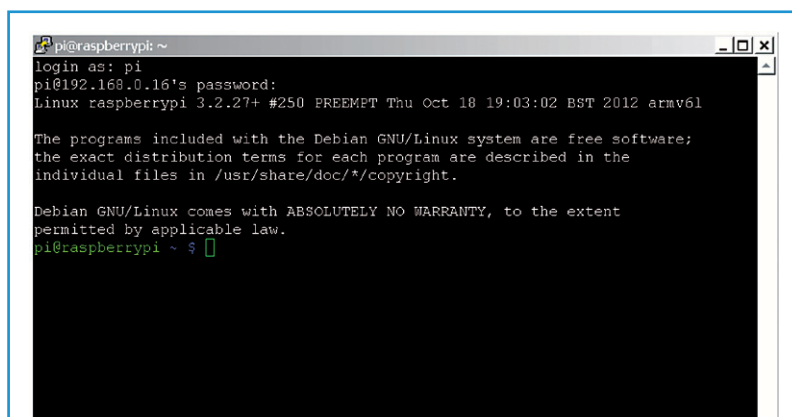 pi@raspberrypi: ~
login as: pi
pi@192.168.0.16's password:
Linux raspberrypi 3.2.27+ #250 PREEMPT Thu Oct 18 19:03:02 BST 2012 armv6l
The programs included with the Debian GNU/Linux system are free software;
the exact distribution terms for each program are described in the
individual files in /usr/share/doc/*/copyright.
Debian GNU/Linux comes with ABSOLUTELY NO WARRANTY, to the extent
permitted by applicable law.
pi@raspberrypi ~ $